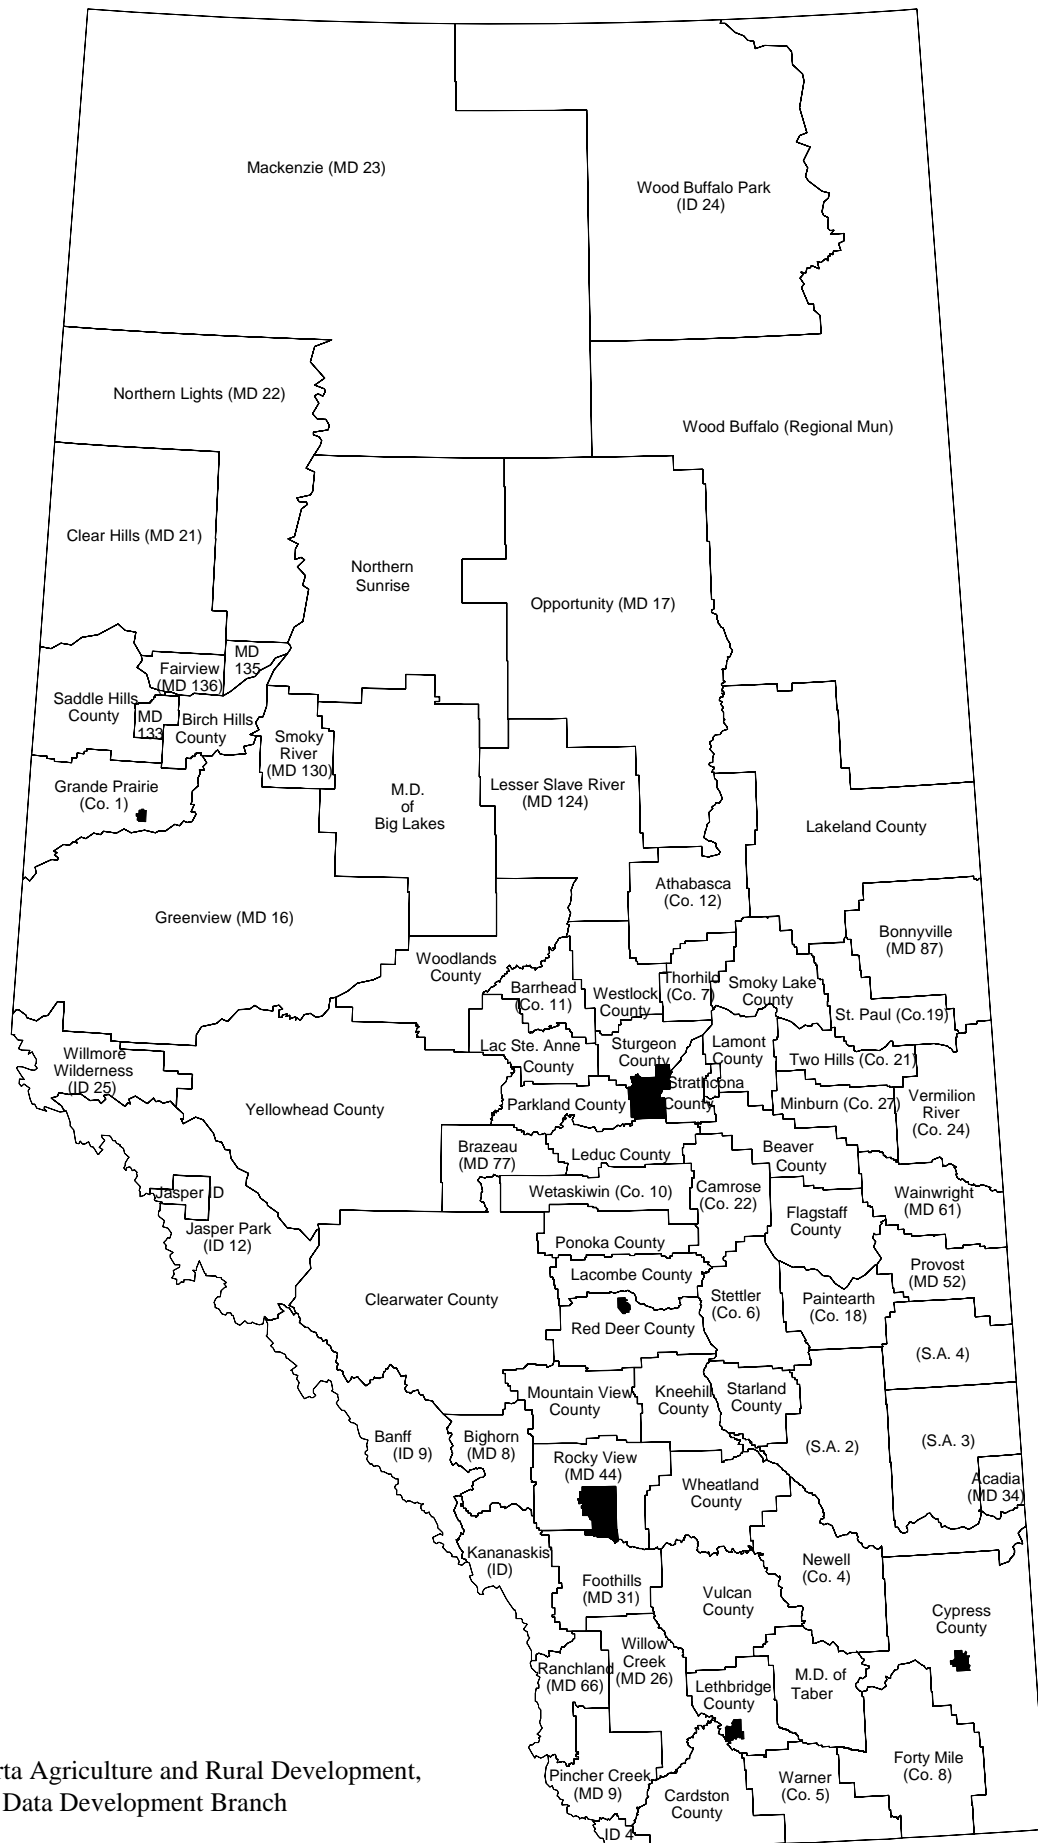 Mackenzie (MD 23)
Wood Buffalo Park
(ID 24)
Northern Lights (MD 22)
Wood Buffalo (Regional Mun)
Clear Hills (MD 21)
Northern
Sunrise
Opportunity (MD 17)
MD
135
Fairview
(MD 136)
Saddle Hills
County
MD
133
Birch Hills
County
Smoky
River
(MD 130)
Grande Prairie
(Co. 1)
M.D.
of
Big Lakes
Lesser Slave River
(MD 124)
Lakeland County
Athabasca
(Co. 12)
Greenview (MD 16)
Bonnyville
(MD 87)
Woodlands
County
Barrhead
(Co. 11)
Westlock
County
Thorhild
(Co. 7)
Smoky Lake
County
St. Paul (Co.19)
Willmore
Wilderness
(ID 25)
Lac Ste. Anne
County
Sturgeon
County
Lamont
County
Two Hills (Co. 21)
Yellowhead County
Parkland County
Strathcona
County
Minburn (Co. 27)
Vermilion
River
(Co. 24)
Brazeau
(MD 77)
Leduc County
Beaver
County
Jasper ID
Jasper Park
(ID 12)
Wetaskiwin (Co. 10)
Camrose
(Co. 22)
Flagstaff
County
Wainwright
(MD 61)
Ponoka County
Provost
(MD 52)
Clearwater County
Lacombe County
Stettler
(Co. 6)
Paintearth
(Co. 18)
Red Deer County
(S.A. 4)
Mountain View
County
Kneehill
County
Starland
County
Banff
(ID 9)
Bighorn
(MD 8)
Rocky View
(MD 44)
(S.A. 2)
(S.A. 3)
Wheatland
County
Acadia
(MD 34)
Kananaskis
(ID)
Foothills
(MD 31)
Vulcan
County
Newell
(Co. 4)
Cypress
County
Ranchland
(MD 66)
Willow
Creek
(MD 26)
Lethbridge
County
M.D. of
Taber
Pincher Creek
(MD 9)
Cardston
County
Warner
(Co. 5)
Forty Mile
(Co. 8)
ID 4
rta Agriculture and Rural Development,
Data Development Branch